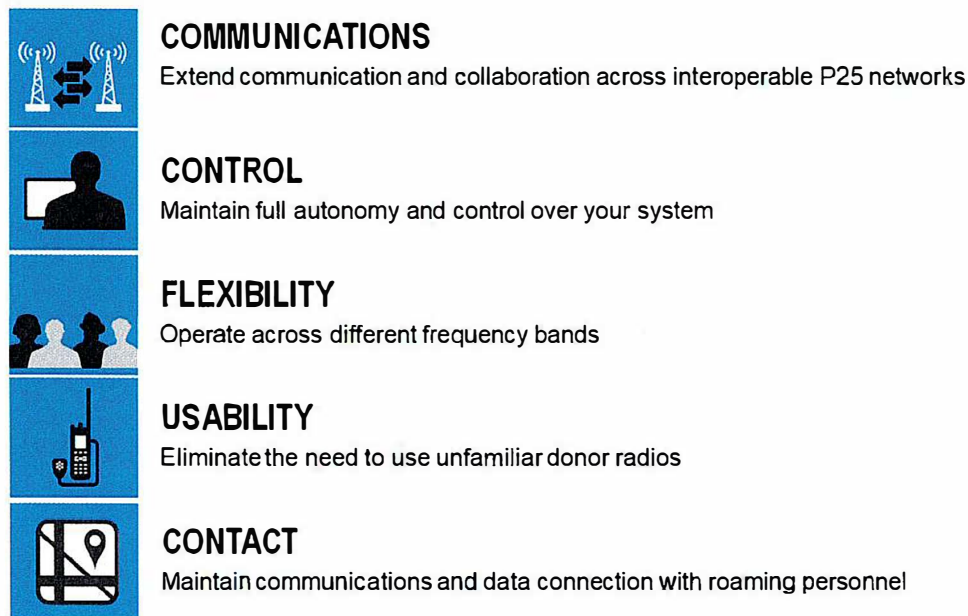 COMMUNICATIONS
Extend communication and collaboration across interoperable P25 networks
CONTROL
Maintain full autonomy and control over your system
FLEXIBILITY
Operate across different frequency bands
USABILITY
Eliminate the need to use unfamiliar donor radios
CONTACT
Maintain communications and data connection with roaming personnel